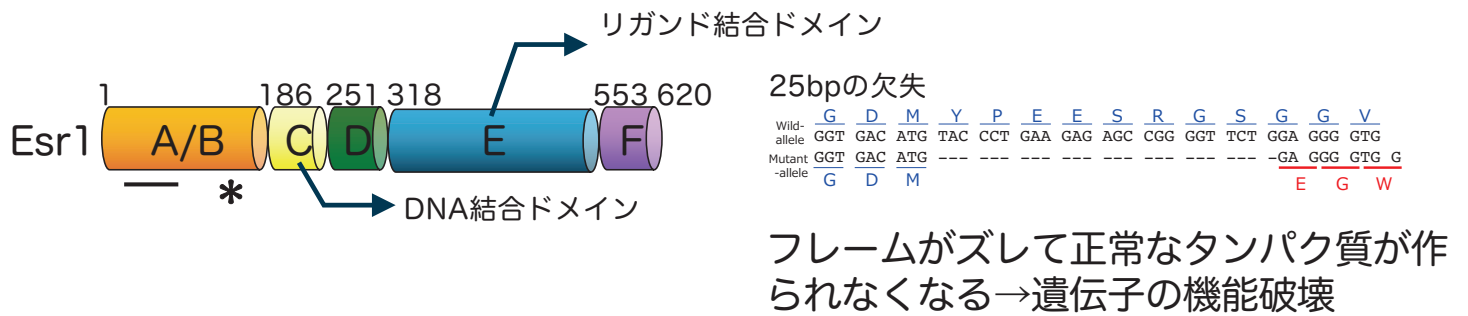 リガンド結合ドメイン
1 186 251 318 553 620
Esr1 A/B C D E F
*
DNA結合ドメイン
25bpの欠失
G D M Y P E E S R G S G G V
Wild-allele GGT GAC ATG TAC CCT GAA GAG AGC CGG GGT TCT GGA GGG GTG
Mutant-allele GGT GAC ATG --- --- --- --- --- --- --- --- -GA GGG GTG G
G D M E G W
フレームがズレて正常なタンパク質が作
られなくなる→遺伝子の機能破壊